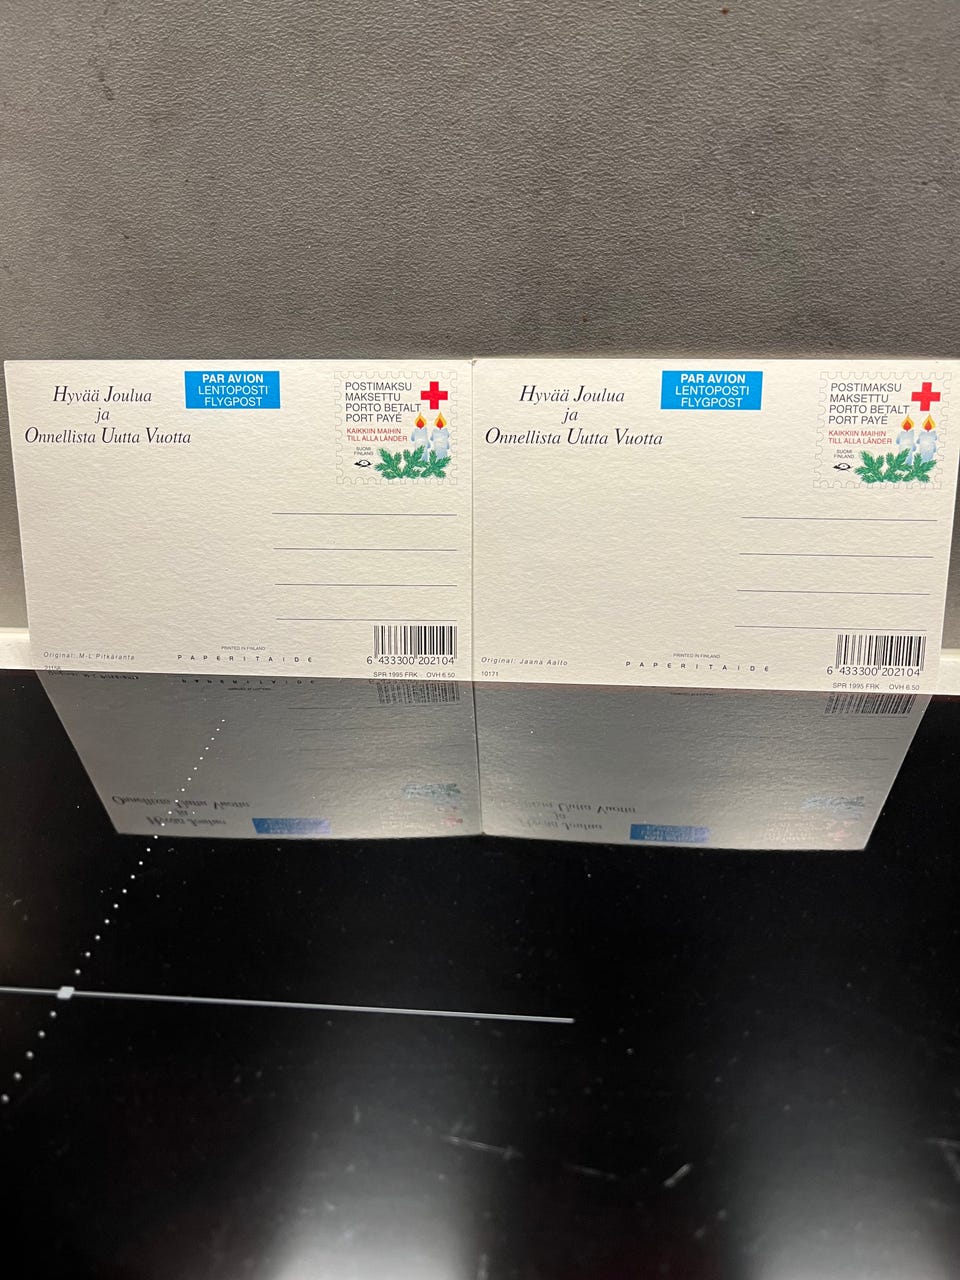 Hyvää Joulua
ja
Onnellista Uutta Vuotta
PAR AVION
LENTOPOSTI
FLYGPOST
POSTIMAKSU
MAKSETTU
PORTO BETALT
PORT PAYÉ
KAIKKIIN MAIHIN
TILL ALLA LÄNDER
SUOMI
FINLAND
Original: M-L Pitkäranta
21156
PRINTED IN FINLAND
PAPERITAIDE
6 433300 202104
SPR 1995 FRK OVH 6.50
Hyvää Joulua
ja
Onnellista Uutta Vuotta
PAR AVION
LENTOPOSTI
FLYGPOST
POSTIMAKSU
MAKSETTU
PORTO BETALT
PORT PAYÉ
KAIKKIIN MAIHIN
TILL ALLA LÄNDER
SUOMI
FINLAND
Original: Jaana Aalto
10171
PRINTED IN FINLAND
PAPERITAIDE
6 433300 202104
SPR 1995 FRK OVH 6.50